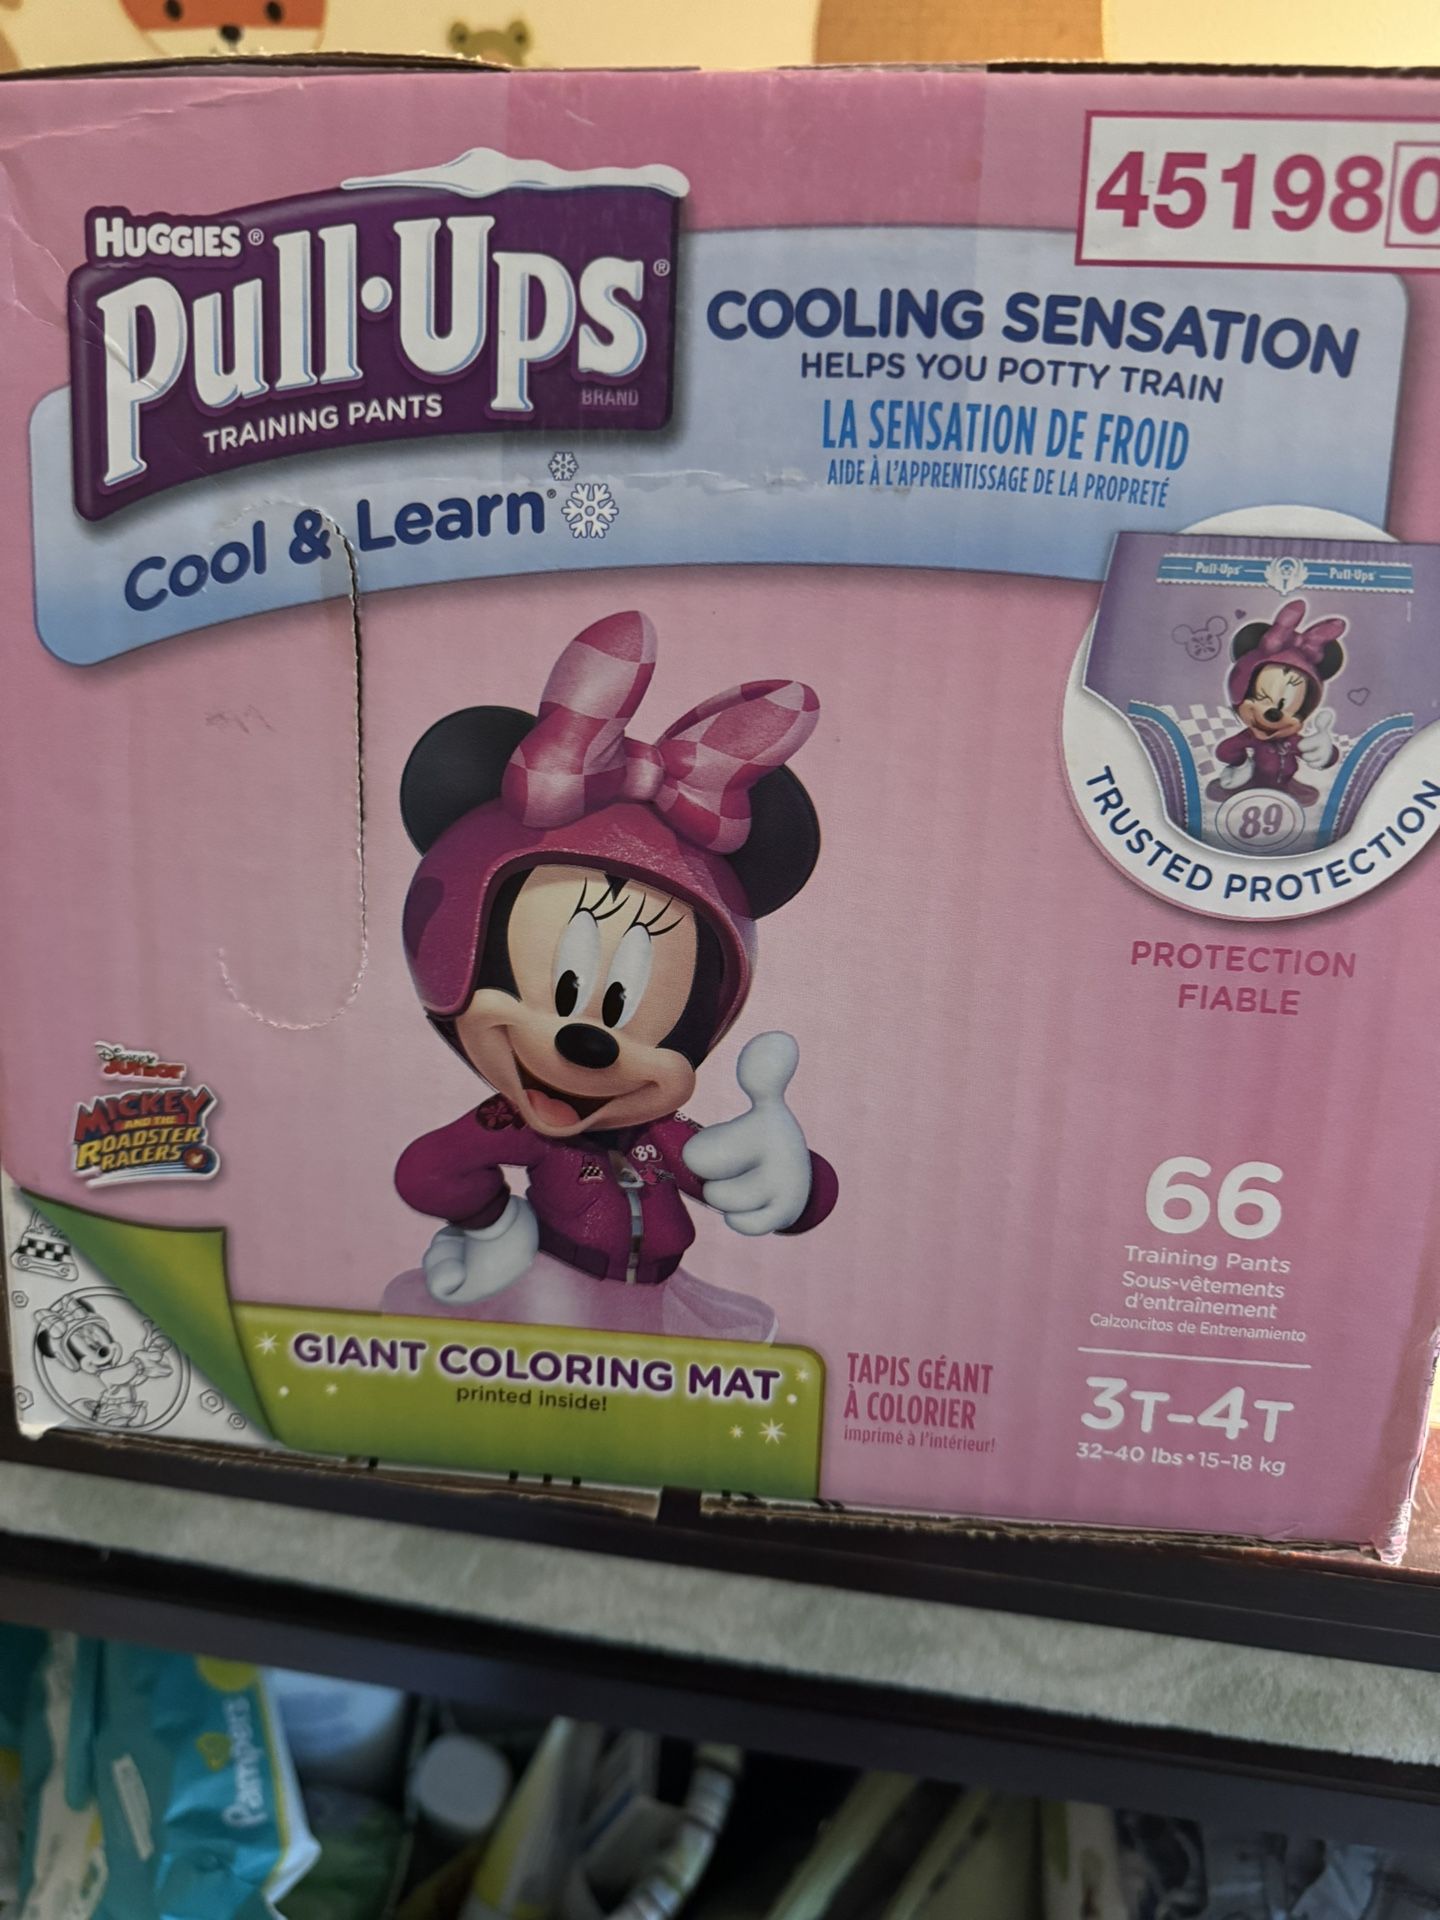 451980
HUGGIES®
Pull·Ups®
BRAND
TRAINING PANTS
Cool & Learn®
COOLING SENSATION
HELPS YOU POTTY TRAIN
LA SENSATION DE FROID
AIDE À L'APPRENTISSAGE DE LA PROPRETÉ
Pull-Ups Pull-Ups
89
TRUSTED PROTECTION
PROTECTION
FIABLE
89
Disney
Junior
MICKEY
AND THE
ROADSTER
RACERS
66
Training Pants
Sous-vêtements
d'entraînement
Calzoncitos de Entrenamiento
3T-4T
32-40 lbs • 15-18 kg
GIANT COLORING MAT
printed inside!
TAPIS GÉANT
À COLORIER
imprimé à l'intérieur!
Pampers